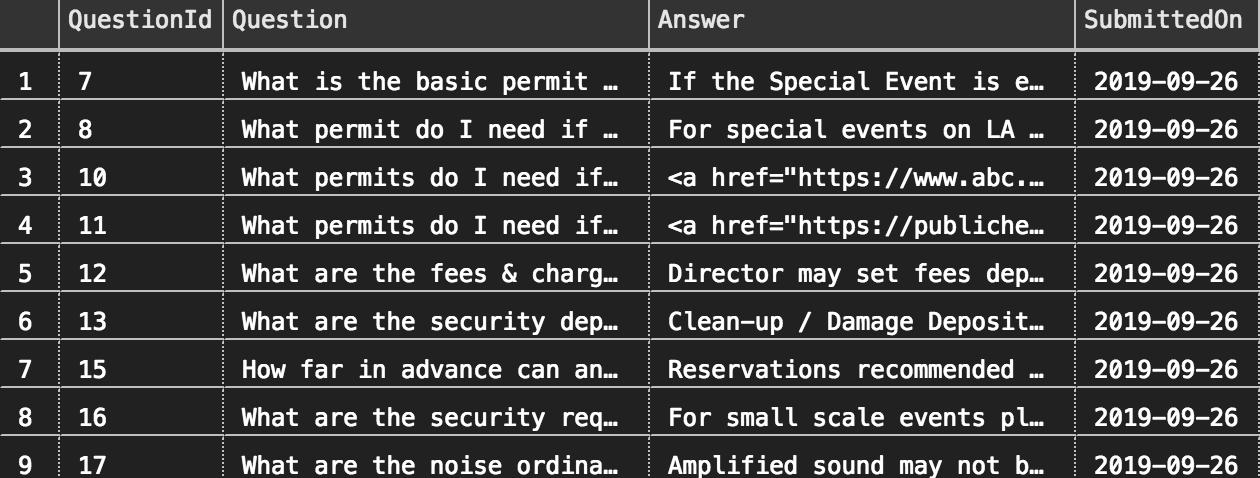 QuestionId Question Answer SubmittedOn
1 7 What is the basic permit … If the Special Event is e… 2019-09-26
2 8 What permit do I need if … For special events on LA … 2019-09-26
3 10 What permits do I need if… <a href="https://www.abc.… 2019-09-26
4 11 What permits do I need if… <a href="https://publiche… 2019-09-26
5 12 What are the fees & charg… Director may set fees dep… 2019-09-26
6 13 What are the security dep… Clean-up / Damage Deposit… 2019-09-26
7 15 How far in advance can an… Reservations recommended … 2019-09-26
8 16 What are the security req… For small scale events pl… 2019-09-26
9 17 What are the noise ordina… Amplified sound may not b… 2019-09-26